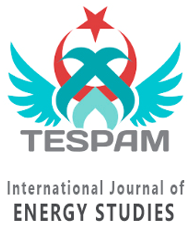 TESPAM
International Journal of
ENERGY STUDIES